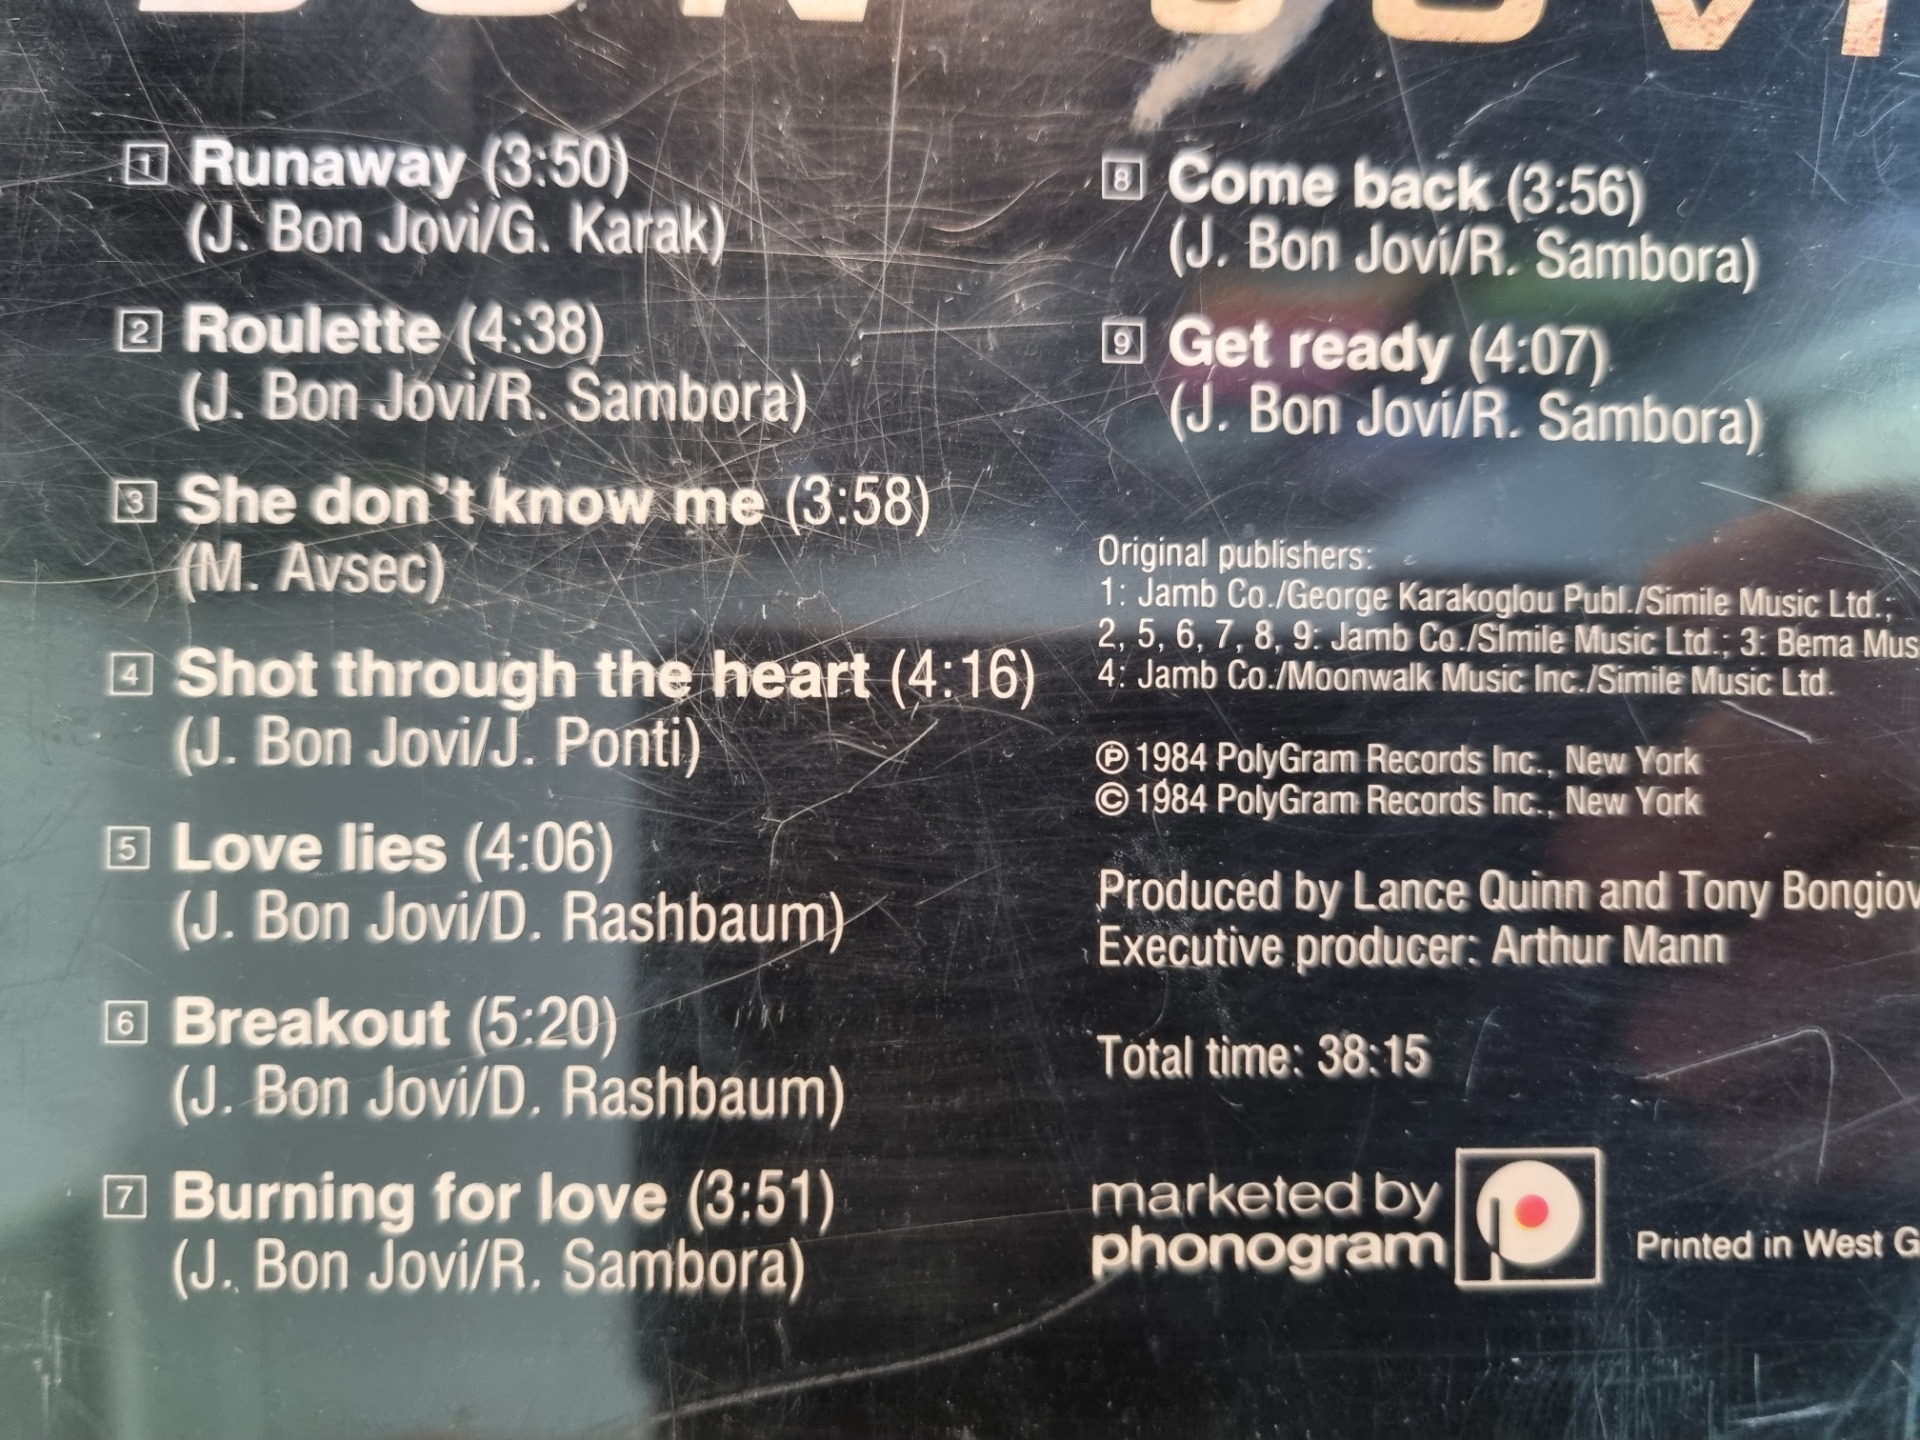 BON JOVI
1 Runaway (3:50)
(J. Bon Jovi/G. Karak)
2 Roulette (4:38)
(J. Bon Jovi/R. Sambora)
3 She don't know me (3:58)
(M. Avsec)
4 Shot through the heart (4:16)
(J. Bon Jovi/J. Ponti)
5 Love lies (4:06)
(J. Bon Jovi/D. Rashbaum)
6 Breakout (5:20)
(J. Bon Jovi/D. Rashbaum)
7 Burning for love (3:51)
(J. Bon Jovi/R. Sambora)
8 Come back (3:56)
(J. Bon Jovi/R. Sambora)
9 Get ready (4:07)
(J. Bon Jovi/R. Sambora)
Original publishers:
1: Jamb Co./George Karakoglou Publ./Simile Music Ltd.;
2, 5, 6, 7, 8, 9: Jamb Co./SImile Music Ltd.; 3: Bema Mus
4: Jamb Co./Moonwalk Music Inc./Simile Music Ltd.
℗ 1984 PolyGram Records Inc., New York
© 1984 PolyGram Records Inc., New York
Produced by Lance Quinn and Tony Bongiov
Executive producer: Arthur Mann
Total time: 38:15
marketed by
phonogram
Printed in West G